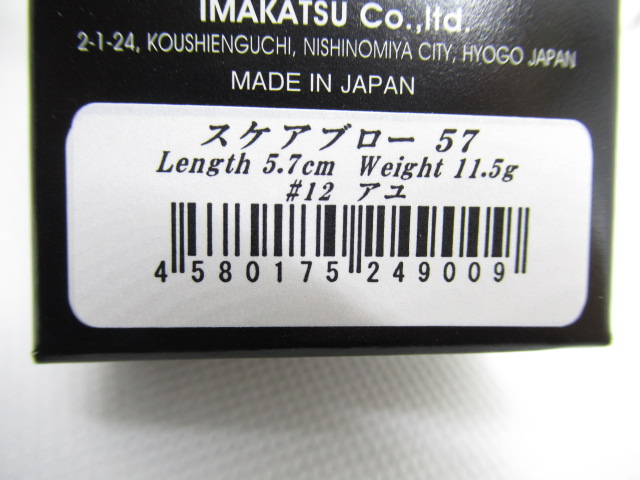 IMAKATSU Co.,ltd.
2-1-24, KOUSHIENGUCHI, NISHINOMIYA CITY, HYOGO JAPAN
MADE IN JAPAN
スケアブロー 57
Length 5.7cm Weight 11.5g
#12 アユ
4 580175 249009